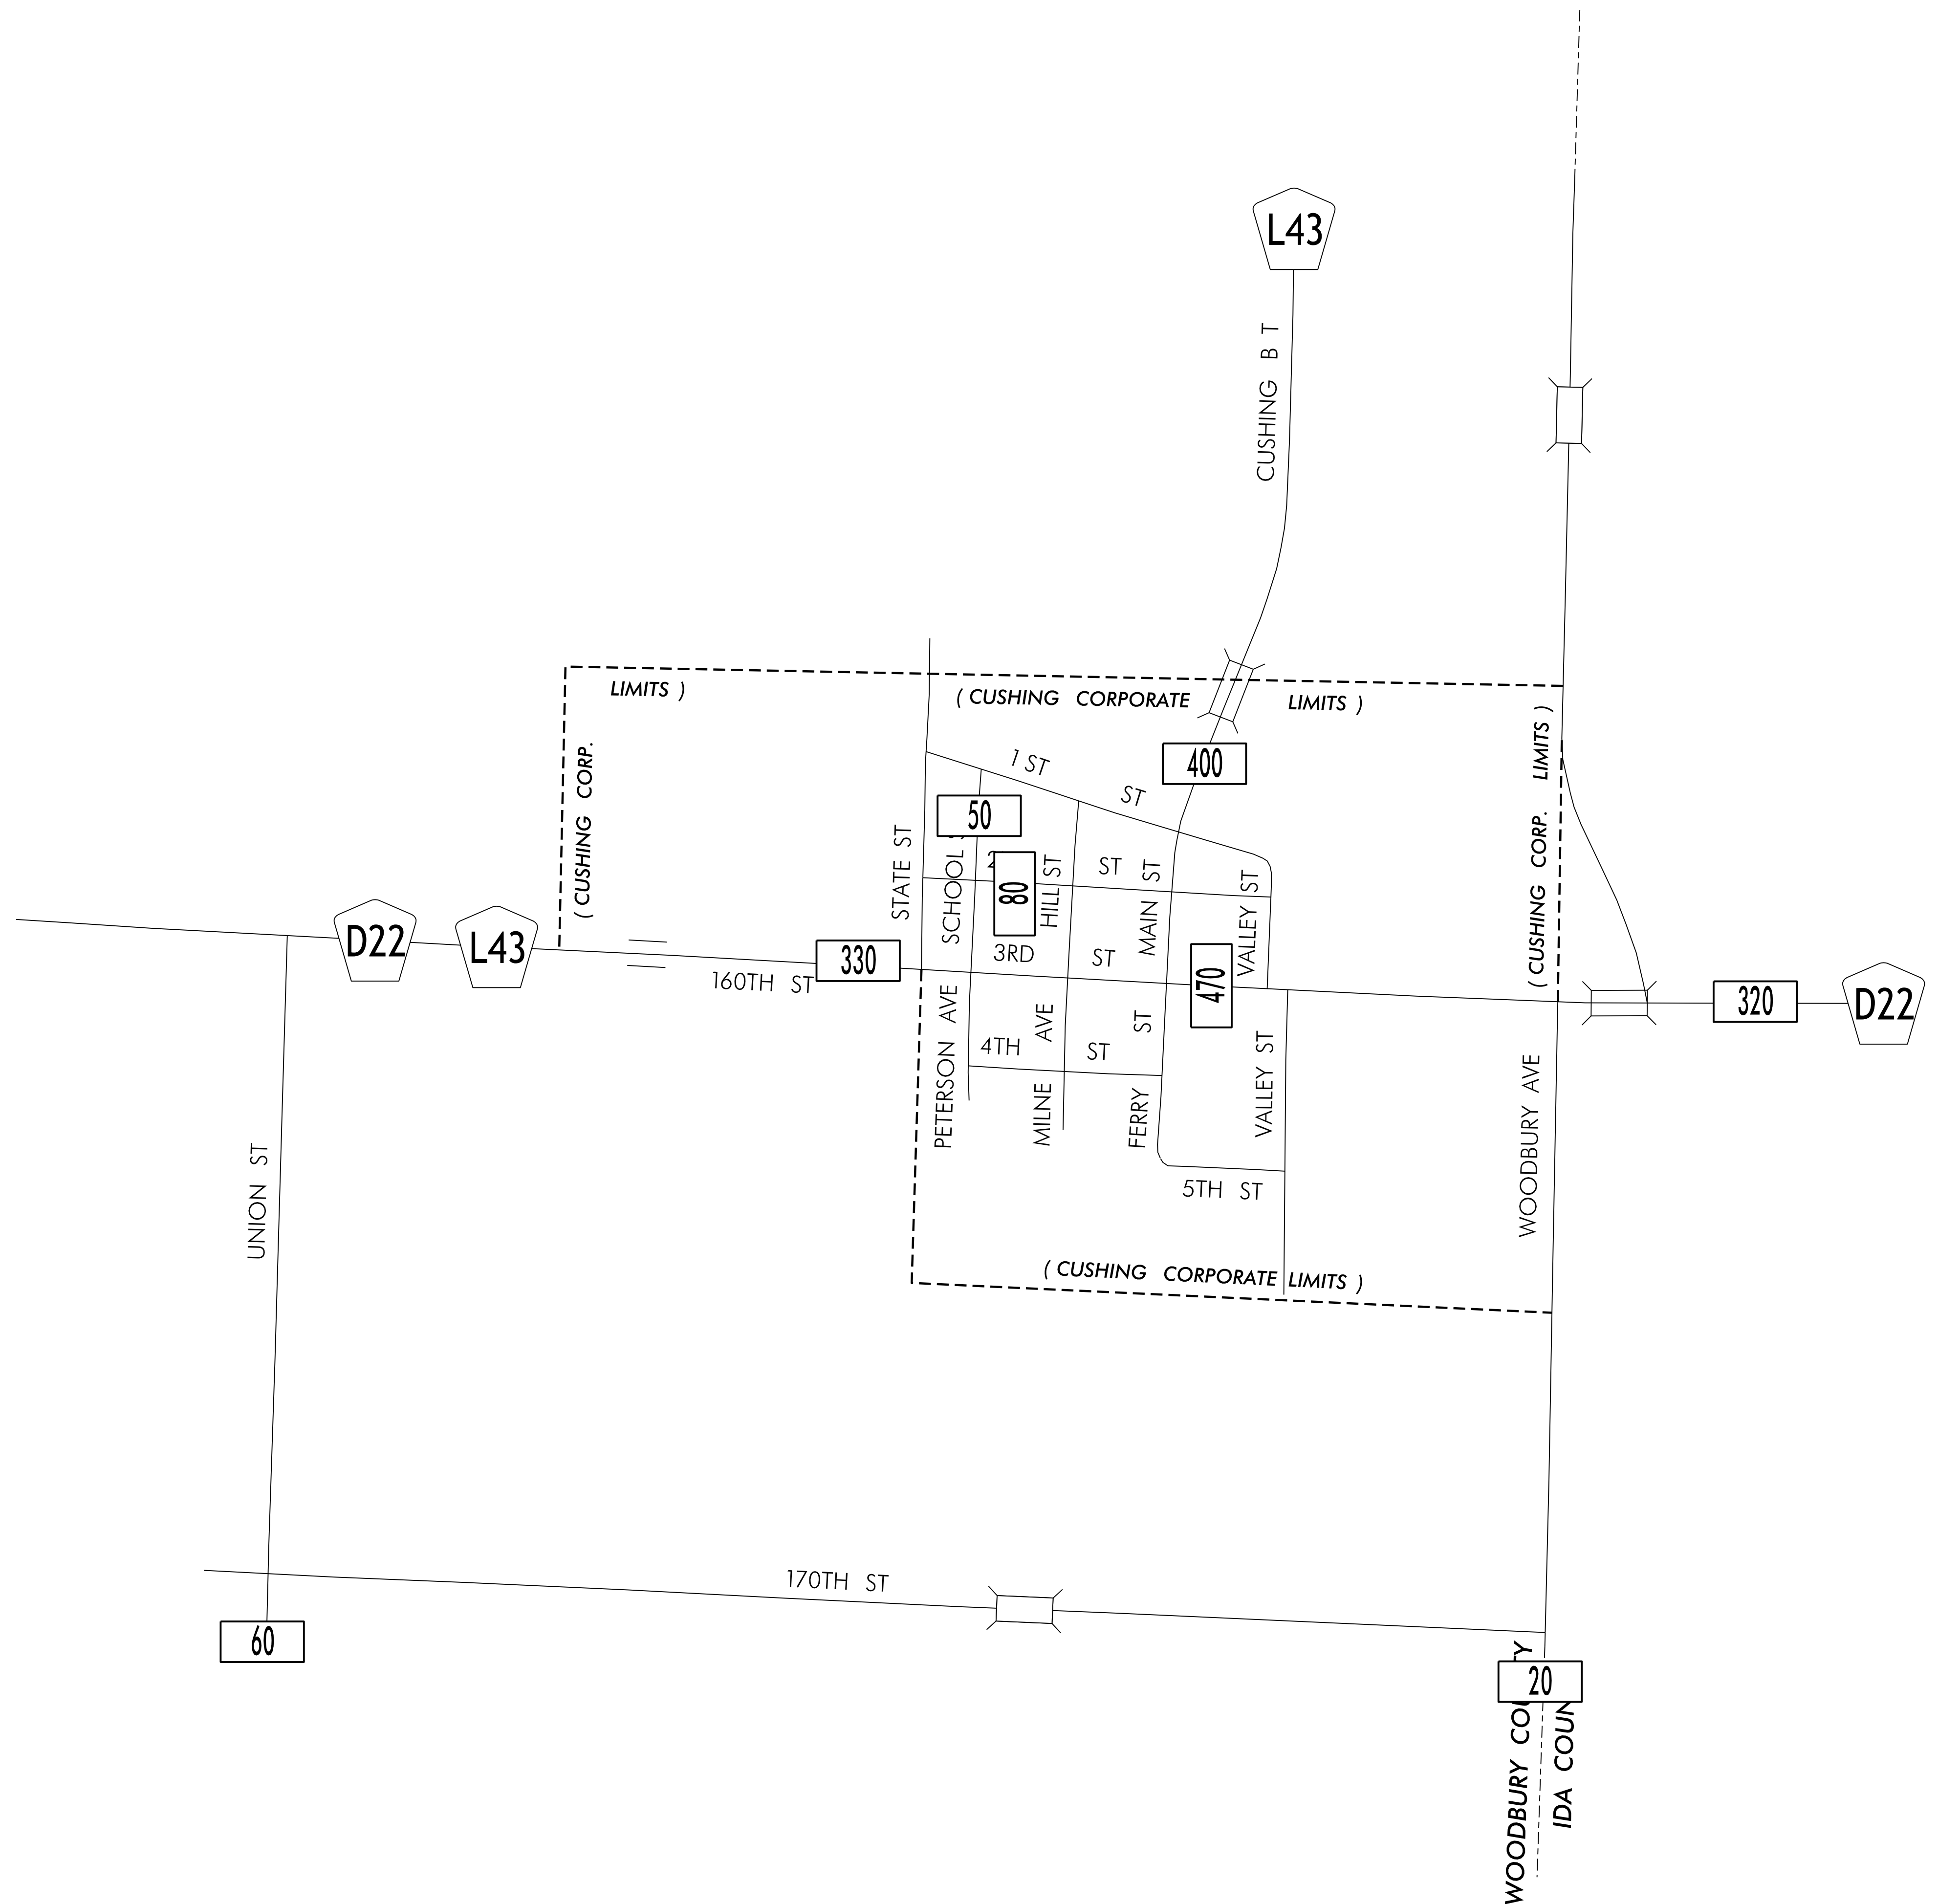 L43
CUSHING B T
LIMITS )
( CUSHING CORPORATE LIMITS )
( CUSHING CORP.
( CUSHING CORP. LIMITS )
1 ST ST
400
50
STATE ST
SCHOOL
2
80
ST
HILL ST
MAIN ST
VALLEY ST
D22
L43
330
160TH ST
3RD ST
470
320
D22
PETERSON AVE
4TH ST
MILNE AVE
FERRY ST
VALLEY ST
WOODBURY AVE
5TH ST
UNION ST
( CUSHING CORPORATE LIMITS )
170TH ST
60
20
WOODBURY
IDA